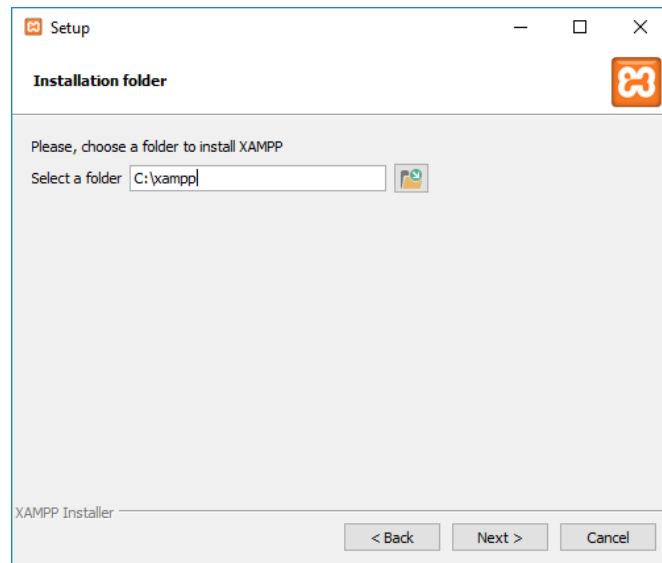 Setup
Installation folder
Please, choose a folder to install XAMPP
Select a folder C:\xampp
XAMPP Installer
< Back Next > Cancel